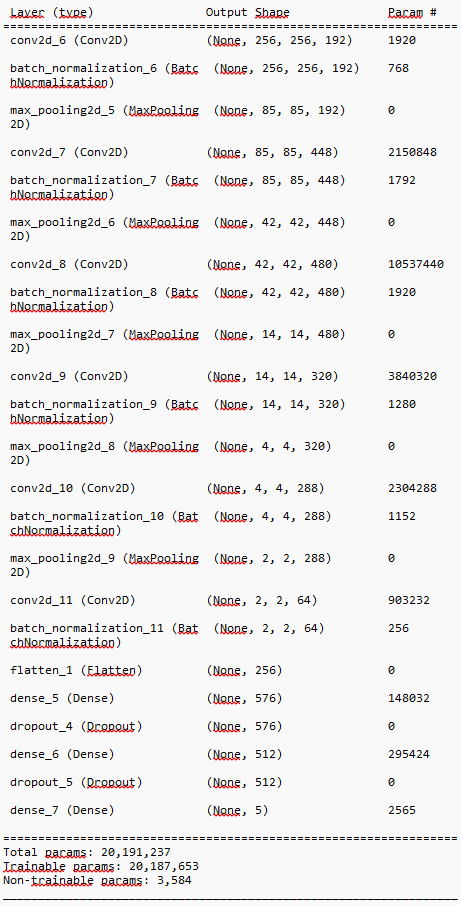 Layer (type) Output Shape Param #
=================================================================
conv2d_6 (Conv2D) (None, 256, 256, 192) 1920
batch_normalization_6 (Batc (None, 256, 256, 192) 768
hNormalization)
max_pooling2d_5 (MaxPooling (None, 85, 85, 192) 0
2D)
conv2d_7 (Conv2D) (None, 85, 85, 448) 2150848
batch_normalization_7 (Batc (None, 85, 85, 448) 1792
hNormalization)
max_pooling2d_6 (MaxPooling (None, 42, 42, 448) 0
2D)
conv2d_8 (Conv2D) (None, 42, 42, 480) 10537440
batch_normalization_8 (Batc (None, 42, 42, 480) 1920
hNormalization)
max_pooling2d_7 (MaxPooling (None, 14, 14, 480) 0
2D)
conv2d_9 (Conv2D) (None, 14, 14, 320) 3840320
batch_normalization_9 (Batc (None, 14, 14, 320) 1280
hNormalization)
max_pooling2d_8 (MaxPooling (None, 4, 4, 320) 0
2D)
conv2d_10 (Conv2D) (None, 4, 4, 288) 2304288
batch_normalization_10 (Bat (None, 4, 4, 288) 1152
chNormalization)
max_pooling2d_9 (MaxPooling (None, 2, 2, 288) 0
2D)
conv2d_11 (Conv2D) (None, 2, 2, 64) 903232
batch_normalization_11 (Bat (None, 2, 2, 64) 256
chNormalization)
flatten_1 (Flatten) (None, 256) 0
dense_5 (Dense) (None, 576) 148032
dropout_4 (Dropout) (None, 576) 0
dense_6 (Dense) (None, 512) 295424
dropout_5 (Dropout) (None, 512) 0
dense_7 (Dense) (None, 5) 2565
=================================================================
Total params: 20,191,237
Trainable params: 20,187,653
Non-trainable params: 3,584
_________________________________________________________________